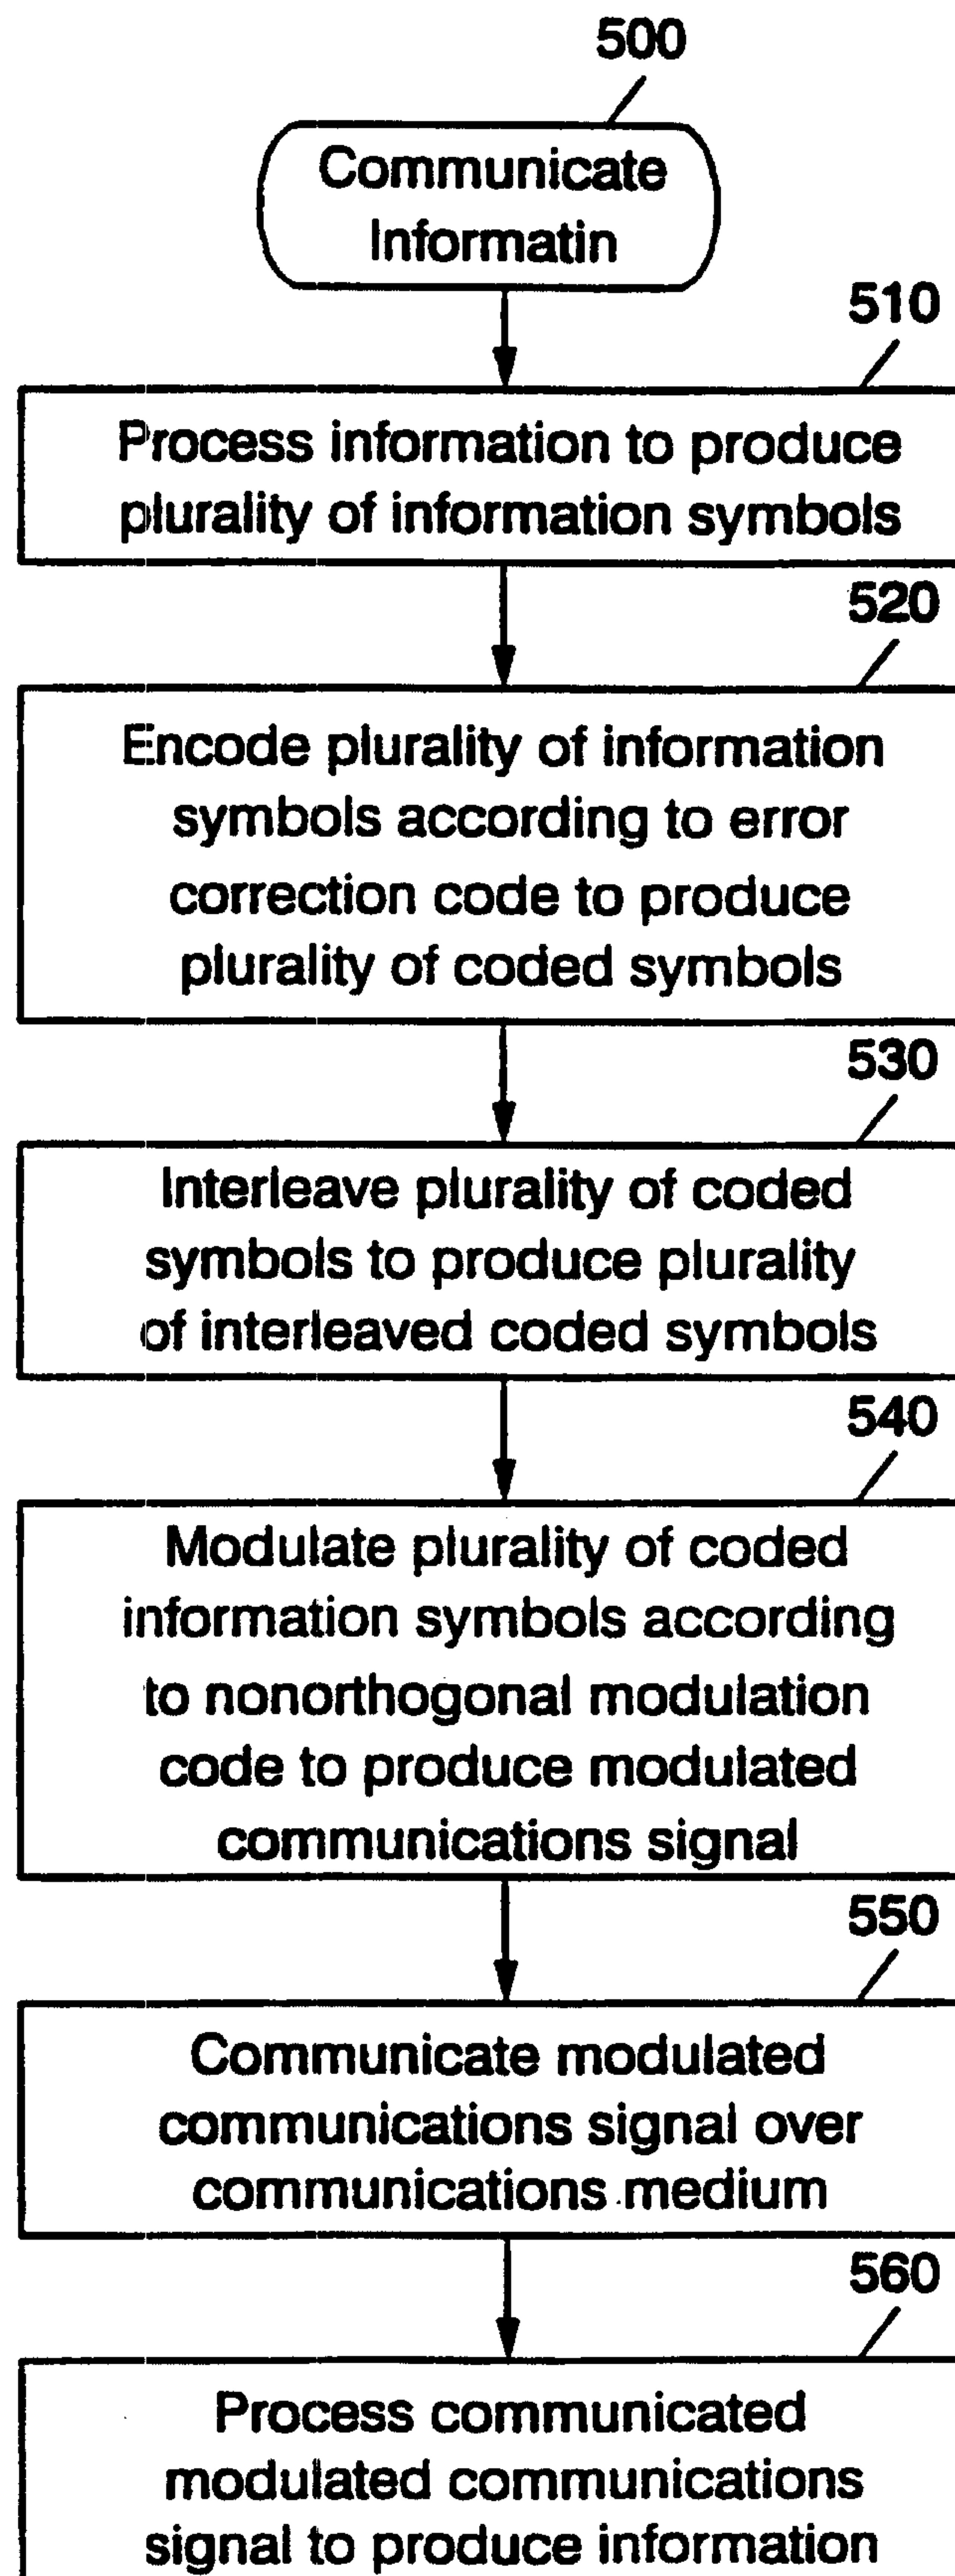 500
Communicate
Informatin
510
Process information to produce
plurality of information symbols
520
Encode plurality of information
symbols according to error
correction code to produce
plurality of coded symbols
530
Interleave plurality of coded
symbols to produce plurality
of interleaved coded symbols
540
Modulate plurality of coded
information symbols according
to nonorthogonal modulation
code to produce modulated
communications signal
550
Communicate modulated
communications signal over
communications medium
560
Process communicated
modulated communications
signal to produce information